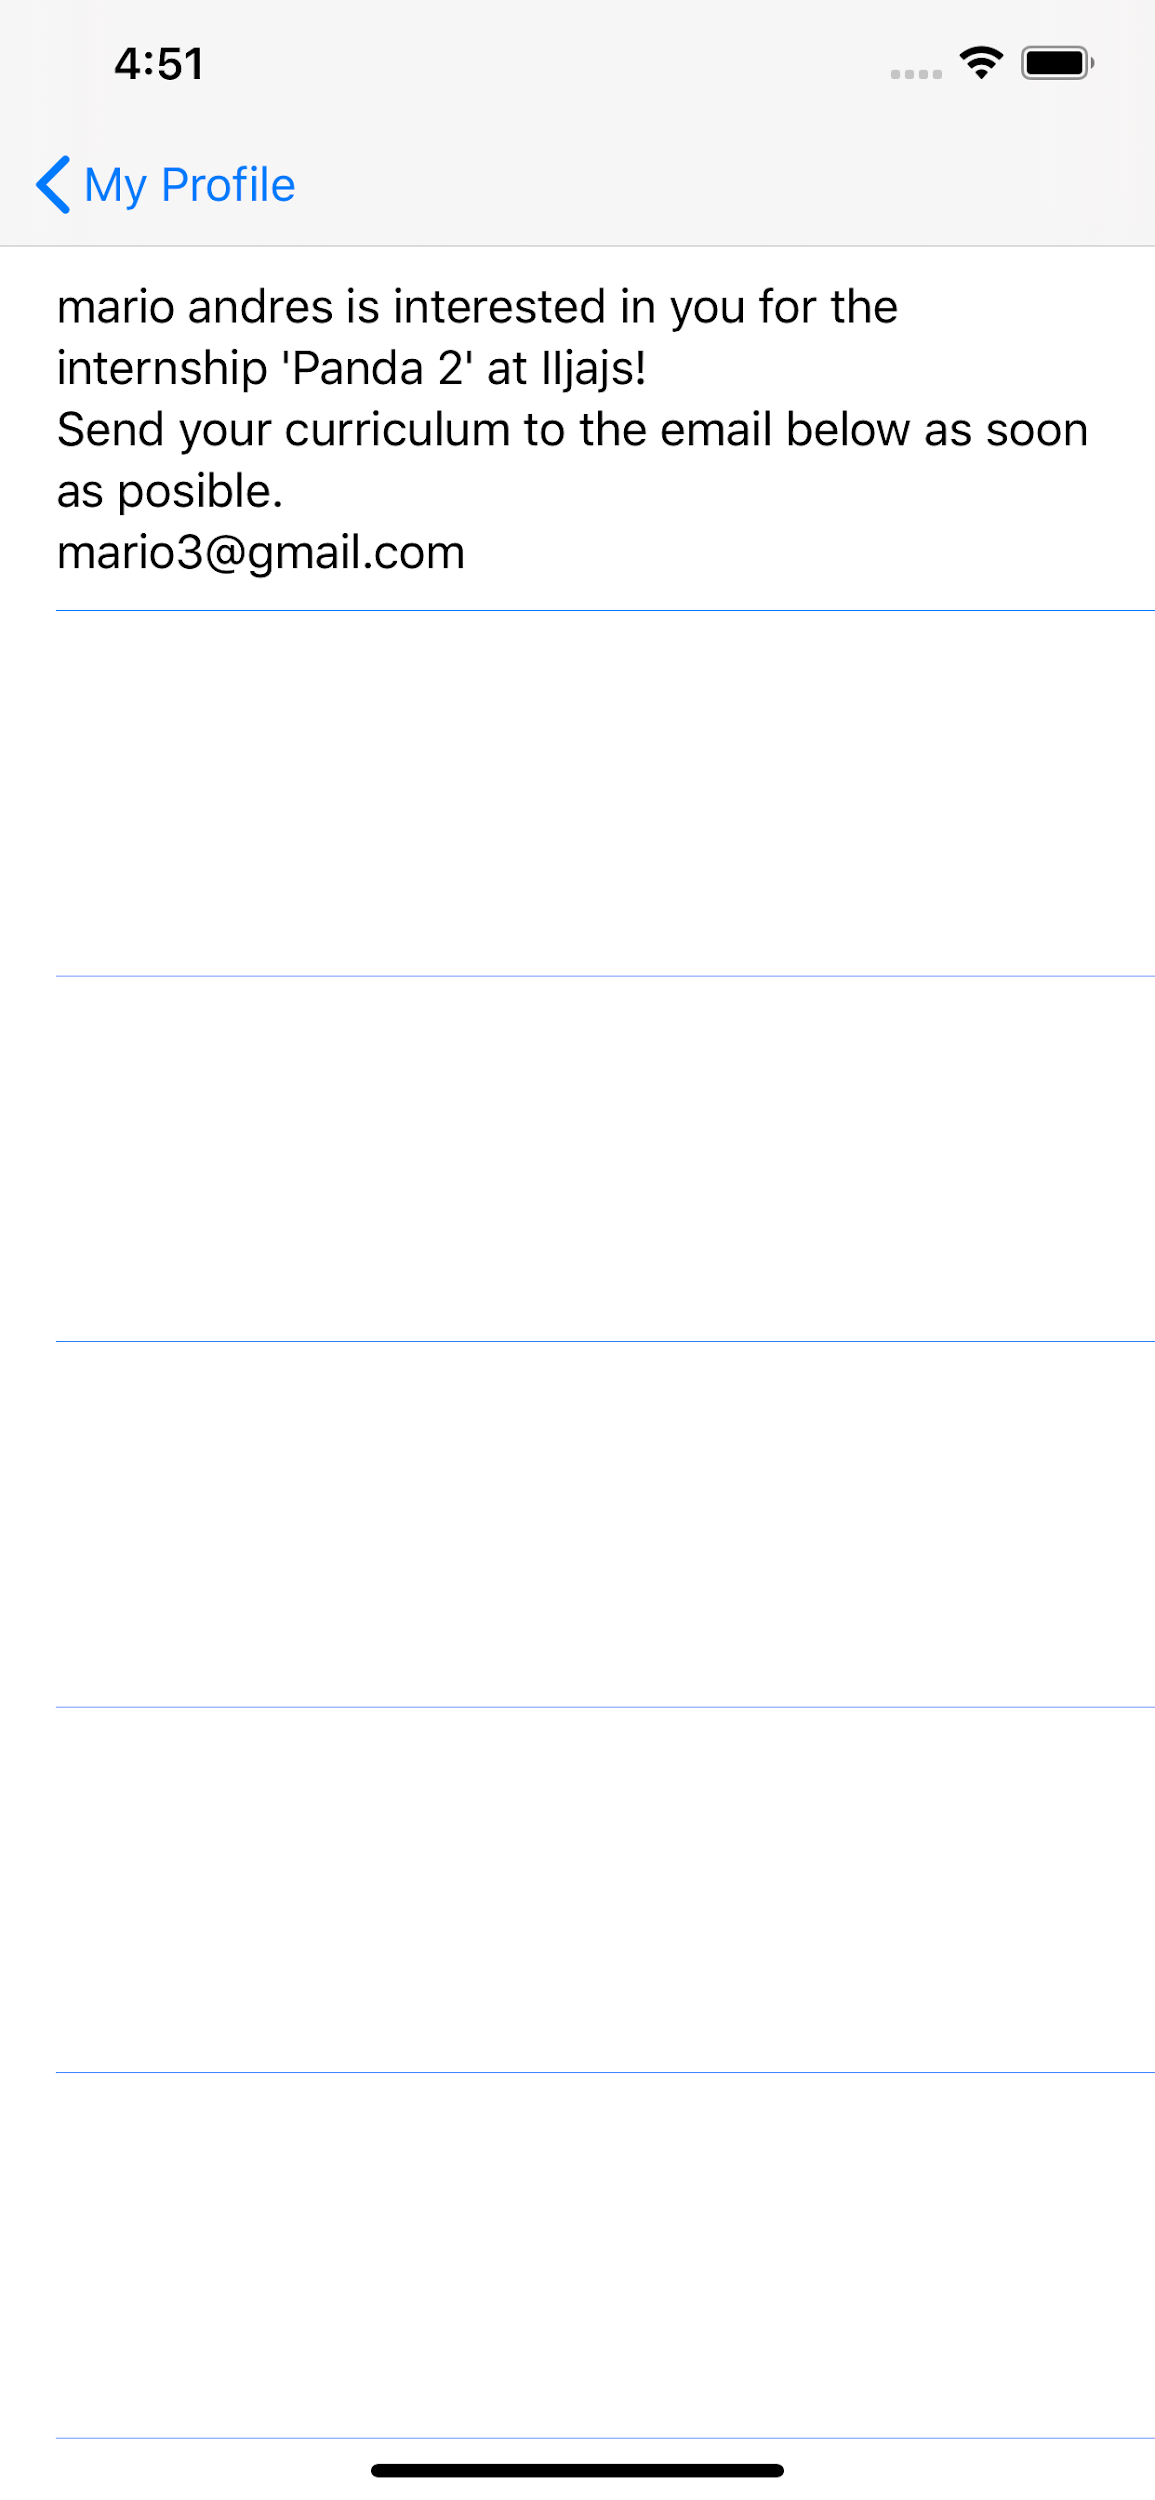 4:51
My Profile
mario andres is interested in you for the
internship 'Panda 2' at Iljajs!
Send your curriculum to the email below as soon
as posible.
mario3@gmail.com